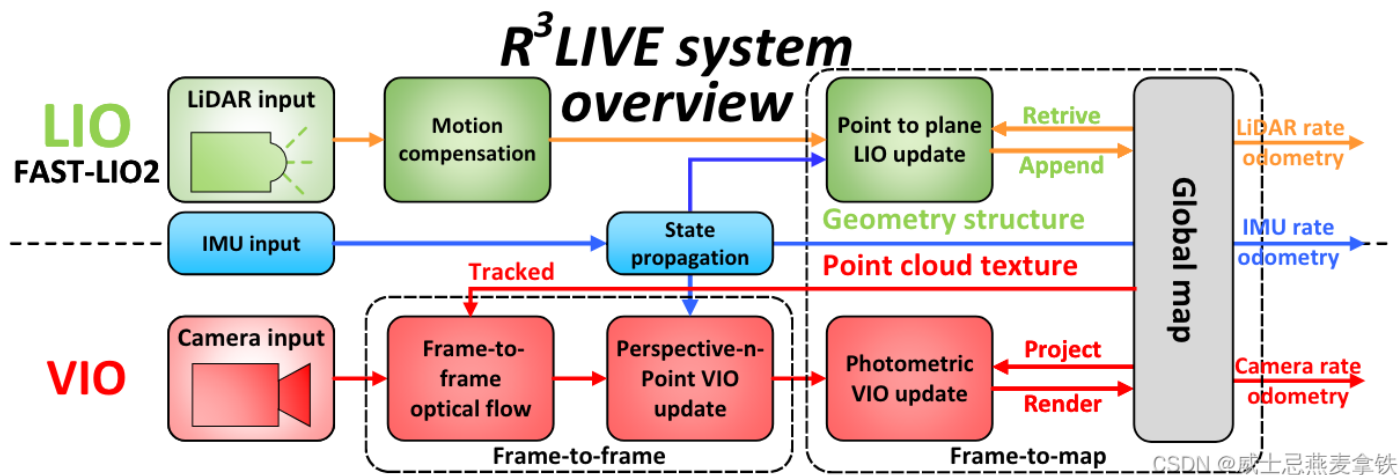 R³LIVE system
overview
LIO
FAST-LIO2
LiDAR input
Motion
compensation
Point to plane
LIO update
Retrive
Append
LiDAR rate
odometry
IMU input
State
propagation
Geometry structure
Global map
IMU rate
odometry
Tracked
Point cloud texture
VIO
Camera input
Frame-to-
frame
optical flow
Perspective-n-
Point VIO
update
Photometric
VIO update
Project
Render
Camera rate
odometry
Frame-to-frame
Frame-to-map
CSDN @威士忌燕麦拿铁